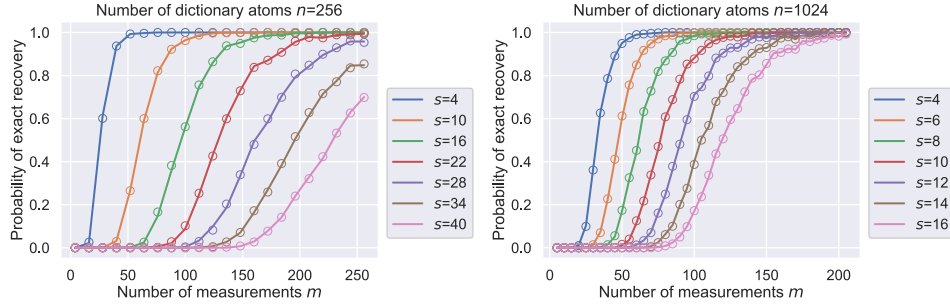 Number of dictionary atoms n=256
Probability of exact recovery
1.0
0.8
0.6
0.4
0.2
0.0
0 50 100 150 200 250
Number of measurements m
s=4
s=10
s=16
s=22
s=28
s=34
s=40
Number of dictionary atoms n=1024
Probability of exact recovery
1.0
0.8
0.6
0.4
0.2
0.0
0 50 100 150 200
Number of measurements m
s=4
s=6
s=8
s=10
s=12
s=14
s=16